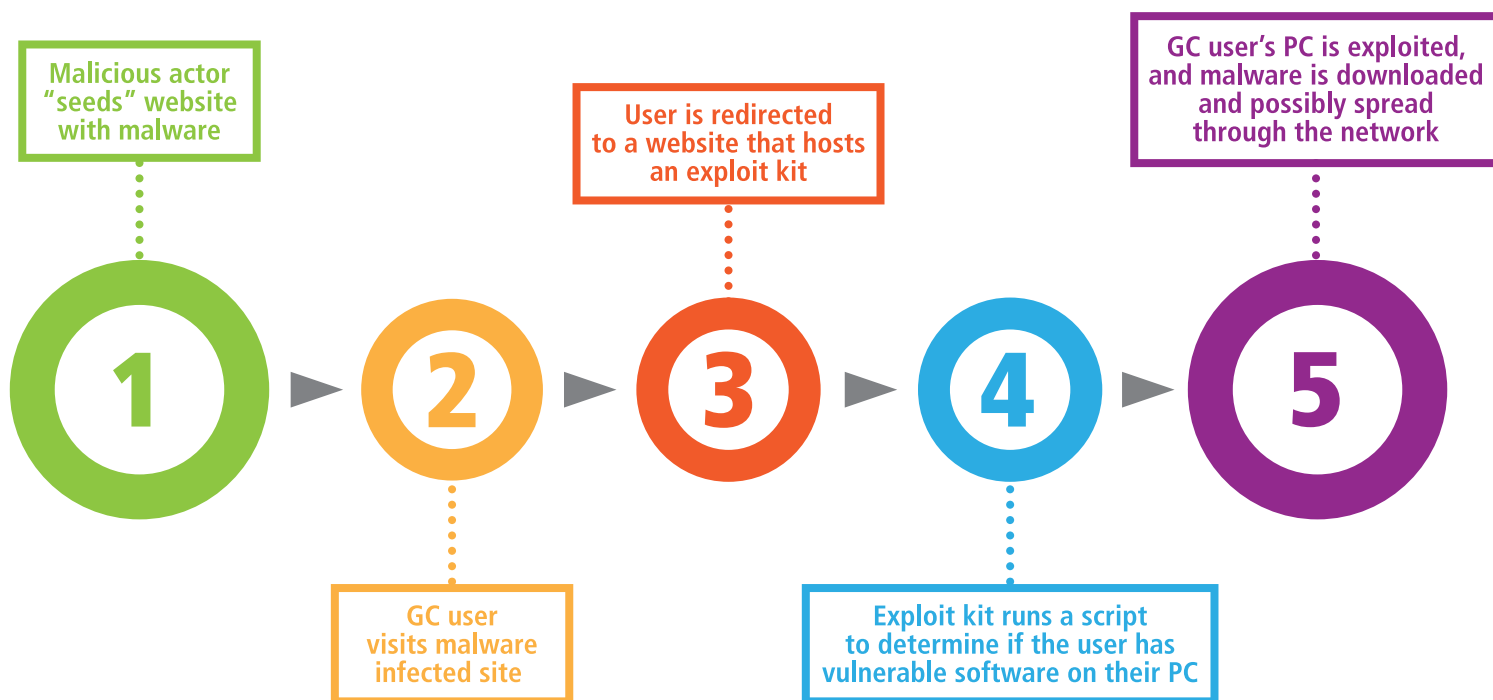 Malicious actor
“seeds” website
with malware
1
GC user
visits malware
infected site
2
User is redirected
to a website that hosts
an exploit kit
3
Exploit kit runs a script
to determine if the user has
vulnerable software on their PC
4
GC user’s PC is exploited,
and malware is downloaded
and possibly spread
through the network
5